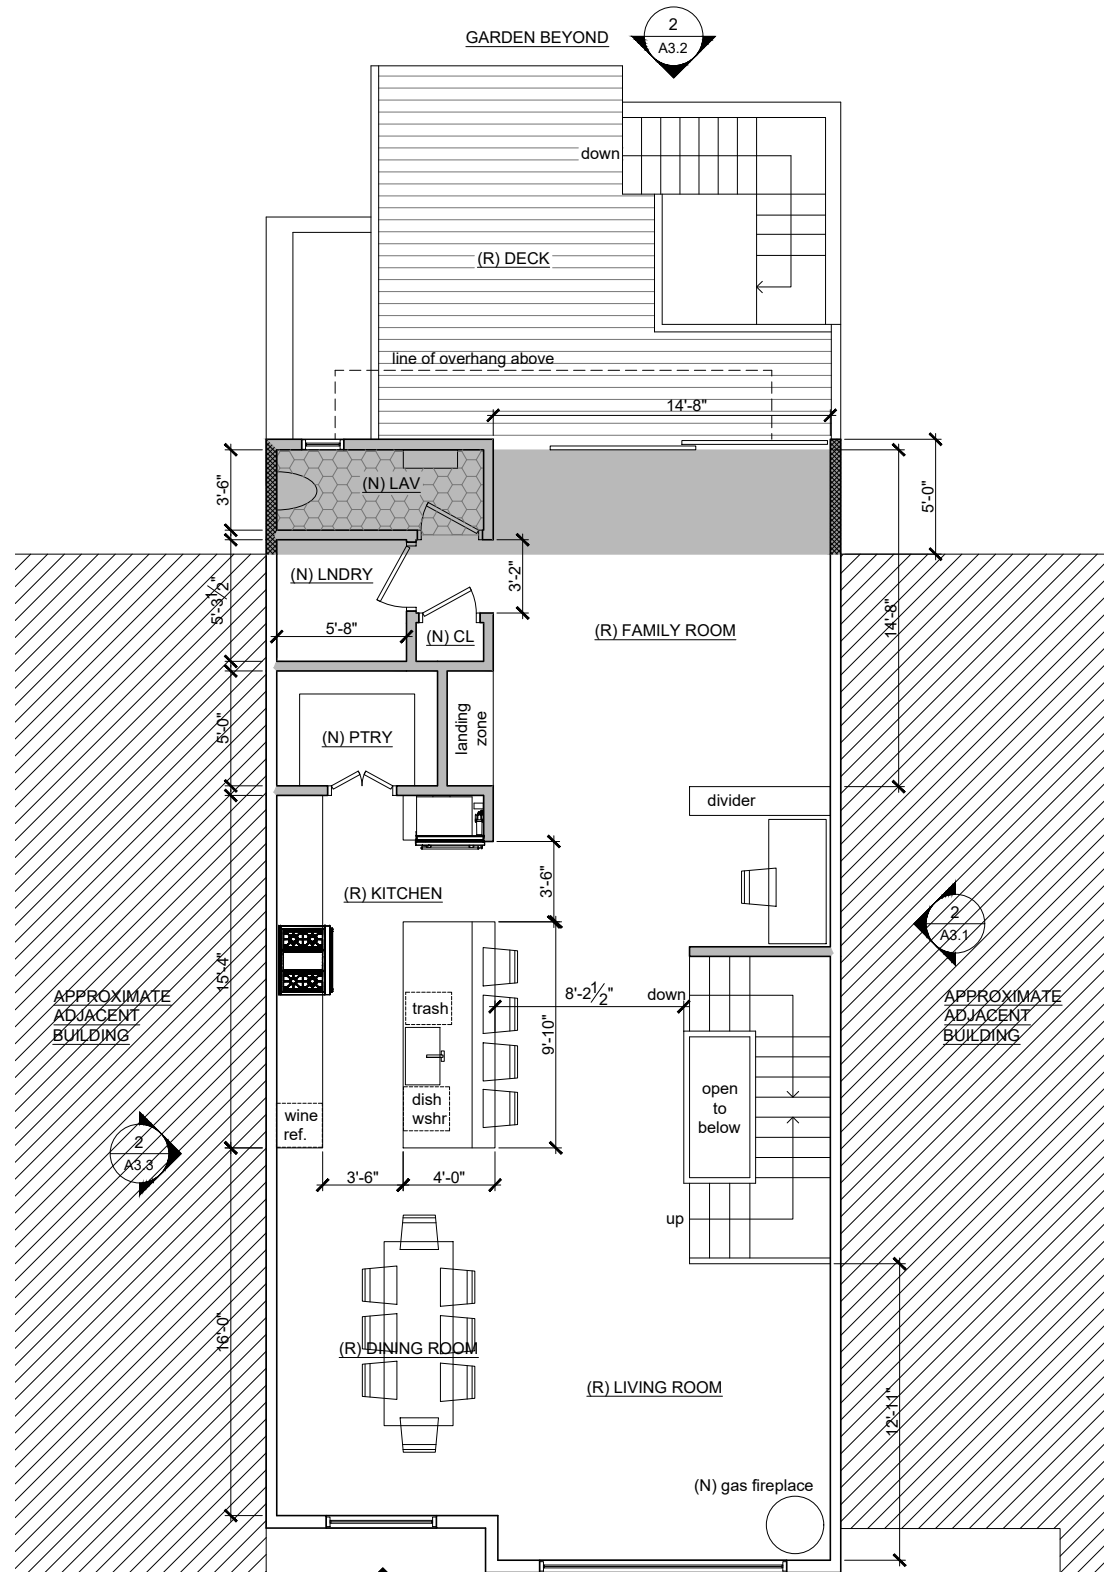 2
A3.2
GARDEN BEYOND
down
(R) DECK
line of overhang above
14'-8"
3'-6"
(N) LAV
5'-0"
5'-3 1/2"
(N) LNDRY
3'-2"
5'-8"
(N) CL
(R) FAMILY ROOM
14'-8"
5'-0"
(N) PTRY
landing
zone
divider
3'-6"
(R) KITCHEN
2
A3.1
15'-4"
APPROXIMATE
ADJACENT
BUILDING
trash
8'-2 1/2"
down
9'-10"
APPROXIMATE
ADJACENT
BUILDING
open
to
below
dish
wshr
wine
ref.
2
A3.3
3'-6"
4'-0"
up
16'-0"
(R) DINING ROOM
(R) LIVING ROOM
12'-11"
(N) gas fireplace